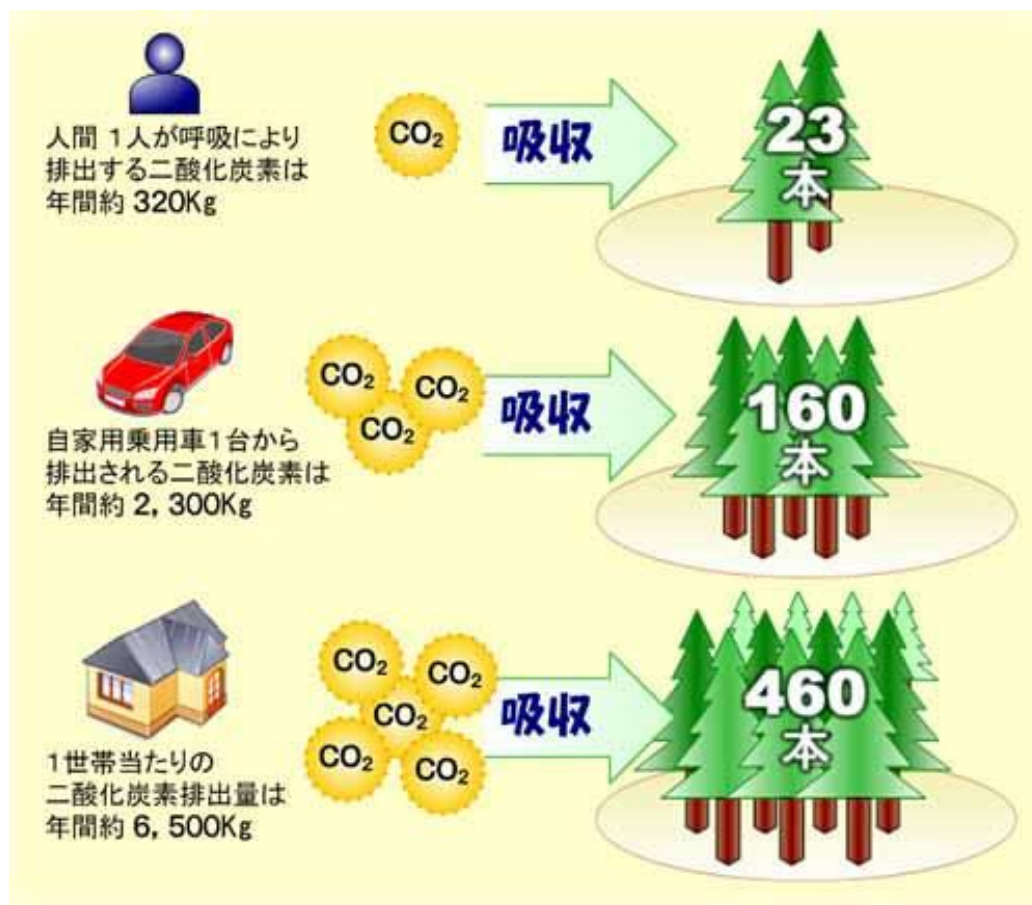 人間 1人が呼吸により
排出する二酸化炭素は
年間約 320Kg
CO₂
吸収
23
本
自家用乗用車1台から
排出される二酸化炭素は
年間約 2,300Kg
CO₂
CO₂
CO₂
吸収
160
本
1世帯当たりの
二酸化炭素排出量は
年間約 6,500Kg
CO₂
CO₂
CO₂
CO₂
CO₂
吸収
460
本